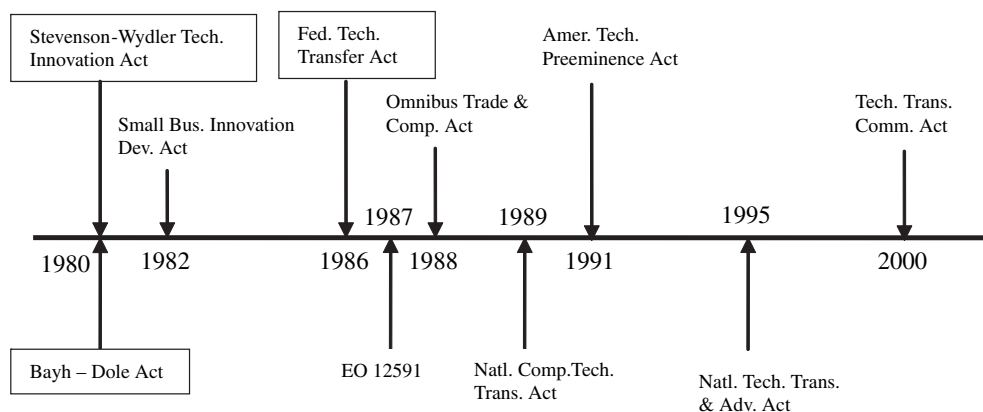 Stevenson-Wydler Tech.
Innovation Act
Fed. Tech.
Transfer Act
Amer. Tech.
Preeminence Act
Omnibus Trade &
Comp. Act
Tech. Trans.
Comm. Act
Small Bus. Innovation
Dev. Act
1987
1989
1995
1980
1982
1986
1988
1991
2000
Bayh – Dole Act
EO 12591
Natl. Comp.Tech.
Trans. Act
Natl. Tech. Trans.
& Adv. Act